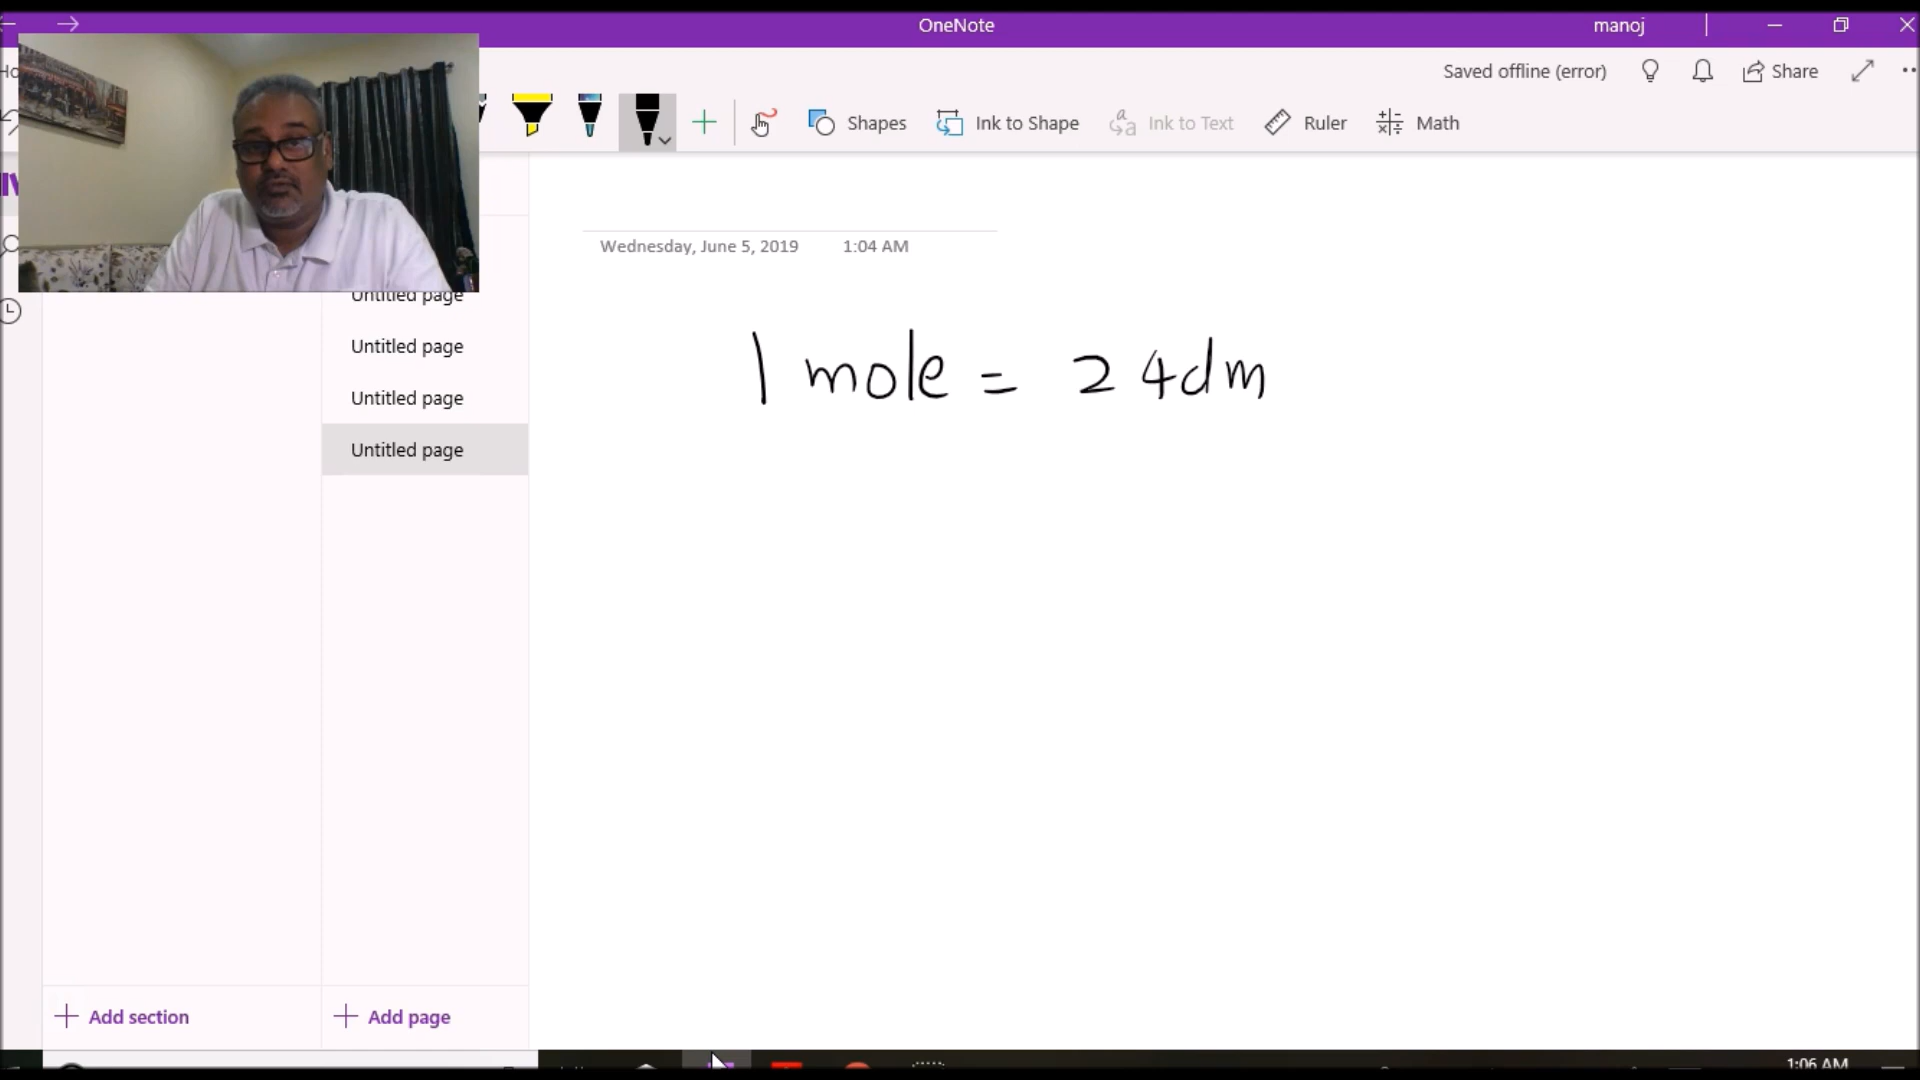 OneNote
manoj
Saved offline (error)
Share
Shapes
Ink to Shape
Ink to Text
Ruler
Math
Wednesday, June 5, 2019 1:04 AM
Untitled page
Untitled page
Untitled page
Untitled page
1 mole = 24dm
Add section
Add page
1:06 AM